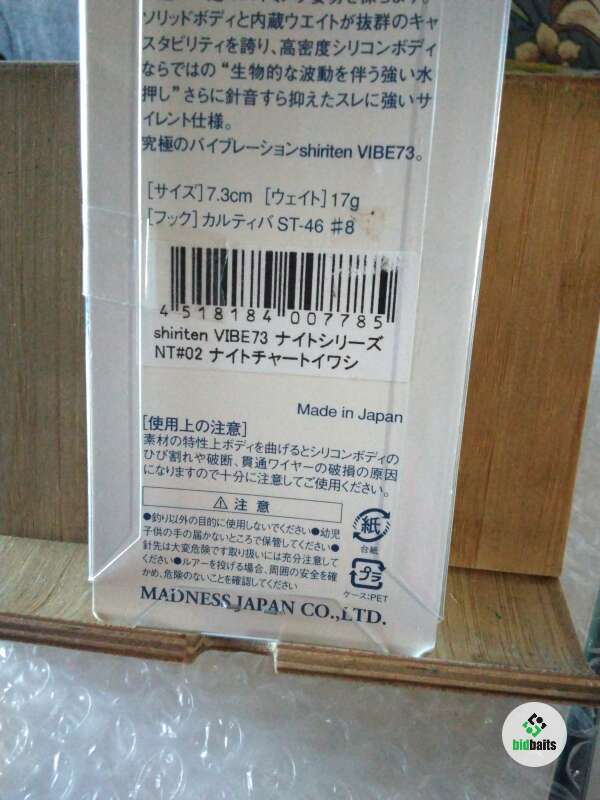 ソリッドボディと内蔵ウエイトが抜群のキャ
スタビリティを誇り、高密度シリコンボディ
ならではの“生物的な波動を伴う強い水
押し”さらに針音すら抑えたスレに強いサ
イレント仕様。
究極のバイブレーションshiriten VIBE73。
[サイズ]7.3cm [ウェイト]17g
[フック]カルティバ ST-46 #8
4 518184 007785
shiriten VIBE73 ナイトシリーズ
NT#02 ナイトチャートイワシ
Made in Japan
[使用上の注意]
素材の特性上ボディを曲げるとシリコンボディの
ひび割れや破断、貫通ワイヤーの破損の原因
になりますので十分に注意してご使用ください。
⚠注意
●釣り以外の目的に使用しないでください●幼児
子供の手の届かないところで保管してください●
針先は大変危険です取り扱いには充分注意して
ください●ルアーを投げる場合、周囲の安全を確
かめ、危険のないことを確認してください
紙
台紙
プラ
ケース:PET
MADNESS JAPAN CO.,LTD.
bidbaits